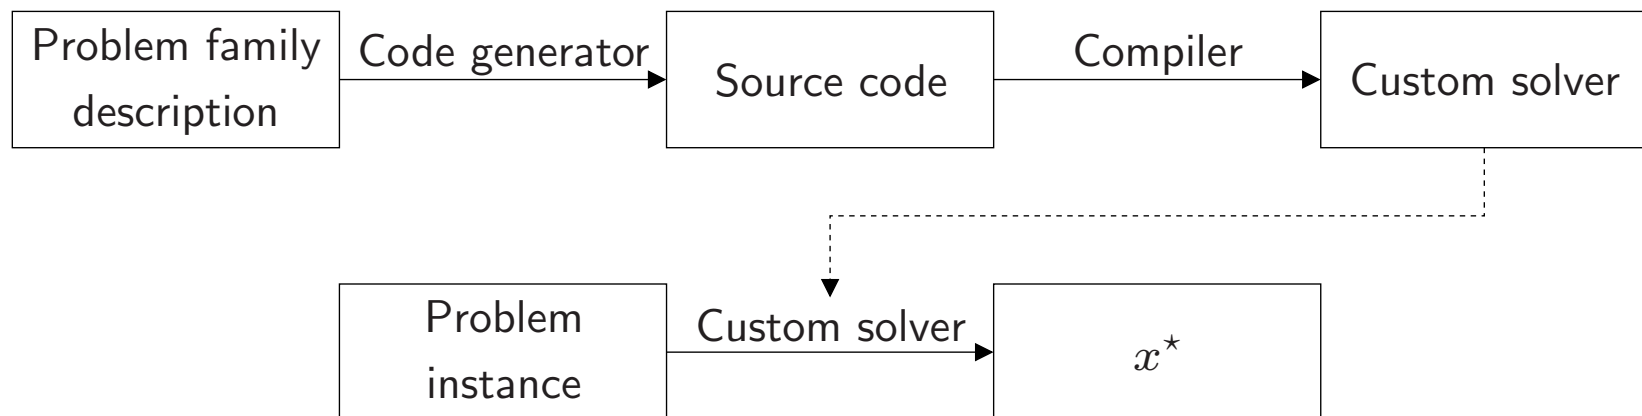 Problem family
description
Code generator
Source code
Compiler
Custom solver
Problem
instance
Custom solver
x⋆